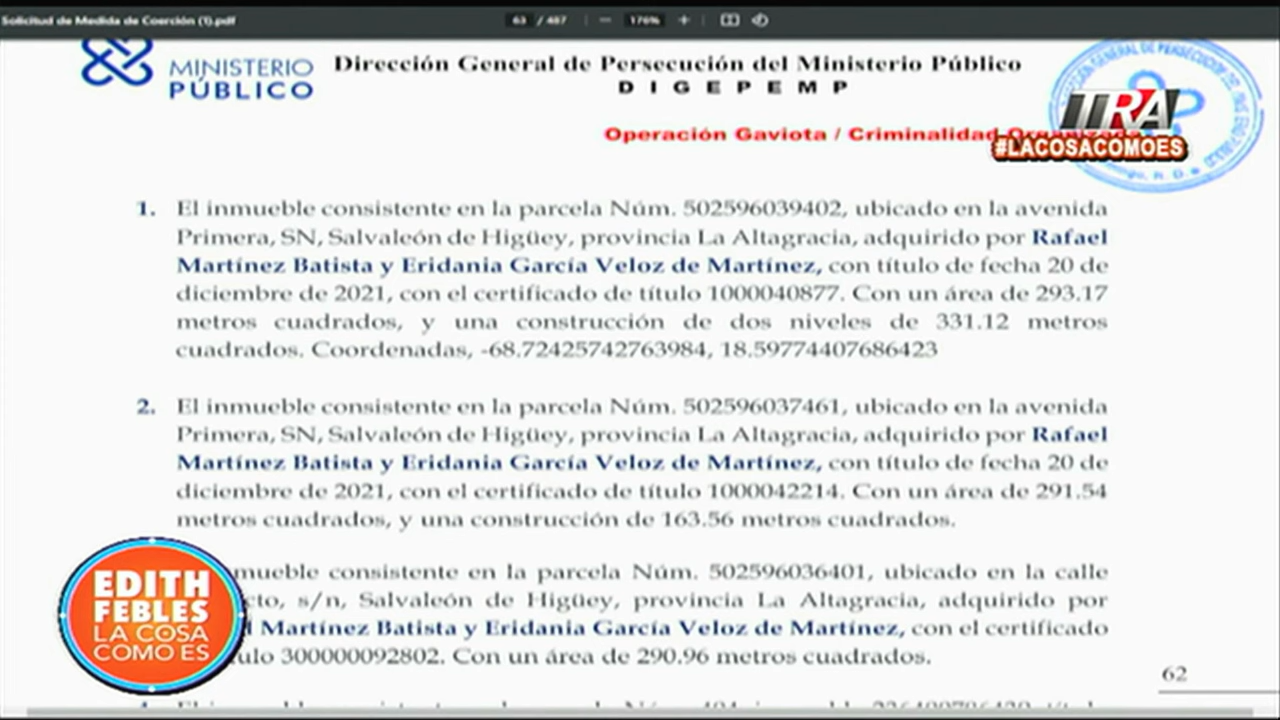 Solicitud de Medida de Coerción (1).pdf
63 / 487
176%
MINISTERIO
PÚBLICO
Dirección General de Persecución del Ministerio Público
DIGEPEMP
TRA
Operación Gaviota / Criminalidad
#LACOSACOMOES
1. El inmueble consistente en la parcela Núm. 502596039402, ubicado en la avenida
Primera, SN, Salvaleón de Higüey, provincia La Altagracia, adquirido por Rafael
Martínez Batista y Eridania García Veloz de Martínez, con título de fecha 20 de
diciembre de 2021, con el certificado de título 1000040877. Con un área de 293.17
metros cuadrados, y una construcción de dos niveles de 331.12 metros
cuadrados. Coordenadas, -68.72425742763984, 18.59774407686423
2. El inmueble consistente en la parcela Núm. 502596037461, ubicado en la avenida
Primera, SN, Salvaleón de Higüey, provincia La Altagracia, adquirido por Rafael
Martínez Batista y Eridania García Veloz de Martínez, con título de fecha 20 de
diciembre de 2021, con el certificado de título 1000042214. Con un área de 291.54
metros cuadrados, y una construcción de 163.56 metros cuadrados.
mueble consistente en la parcela Núm. 502596036401, ubicado en la calle
cto, s/n, Salvaleón de Higüey, provincia La Altagracia, adquirido por
l Martínez Batista y Eridania García Veloz de Martínez, con el certificado
ulo 300000092802. Con un área de 290.96 metros cuadrados.
62
EDITH
FEBLES
LA COSA
COMO ES